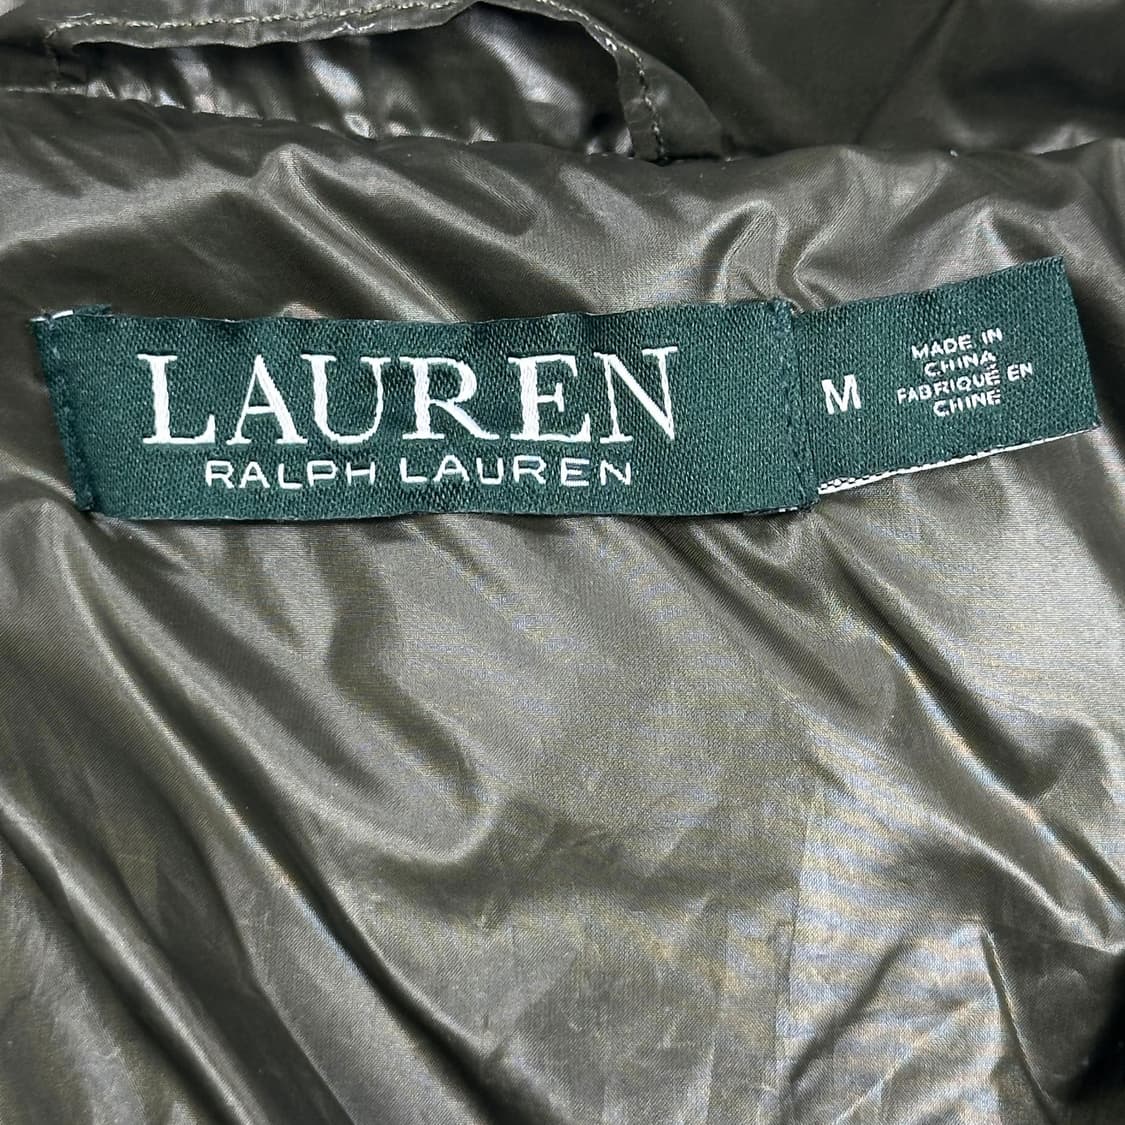 LAUREN
RALPH LAUREN
M
MADE IN
CHINA
FABRIQUÉ EN
CHINE